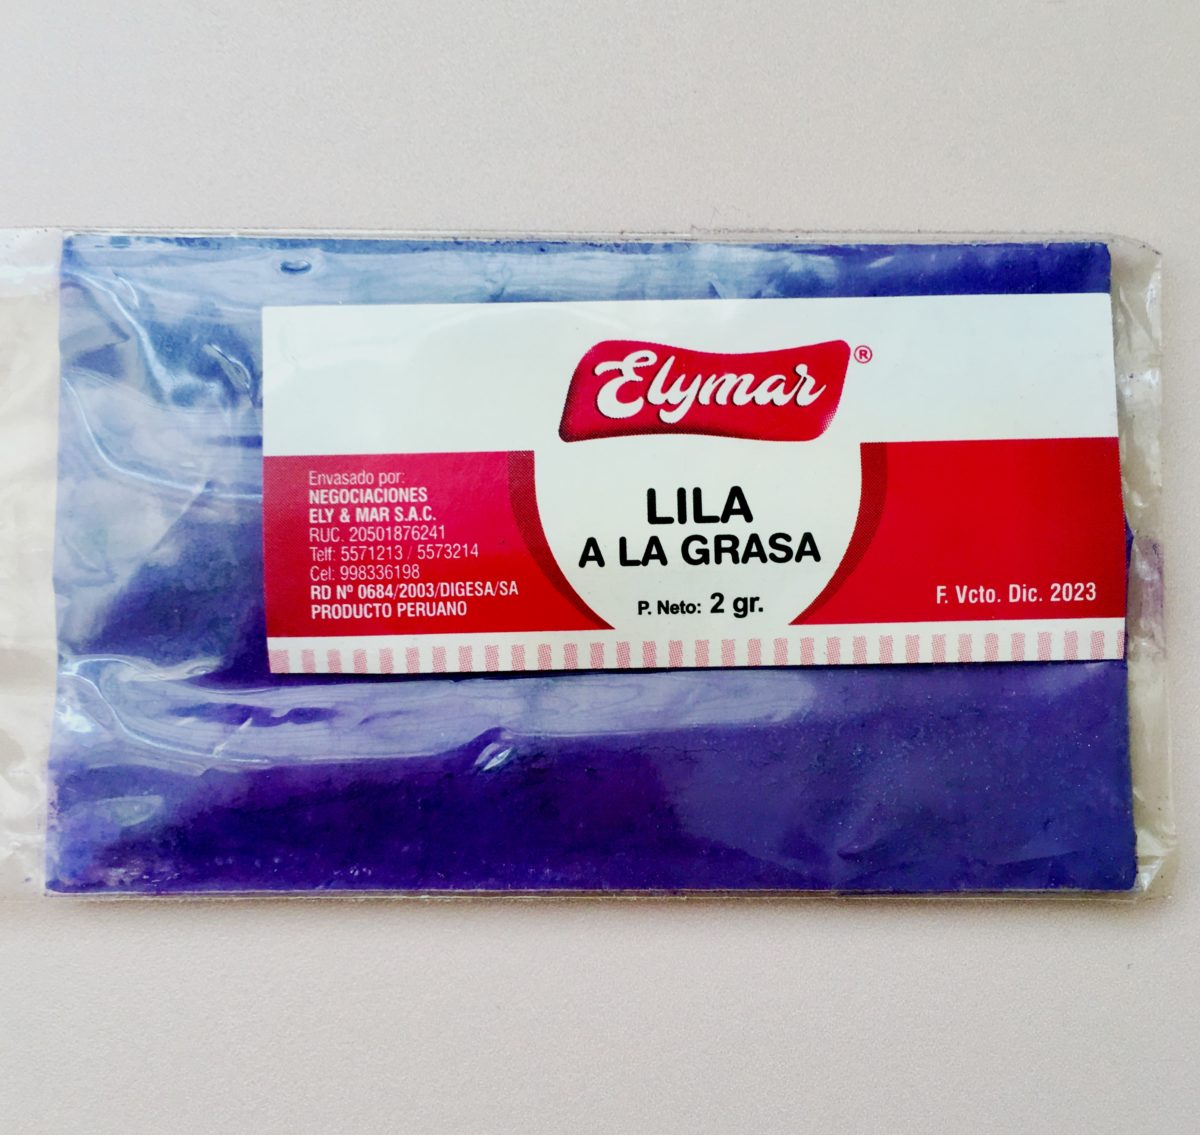 Elymar®
LILA
A LA GRASA
P. Neto: 2 gr.
Envasado por:
NEGOCIACIONES
ELY & MAR S.A.C.
RUC. 20501876241
Telf: 5571213 / 5573214
Cel: 998336198
RD Nº 0684/2003/DIGESA/SA
PRODUCTO PERUANO
F. Vcto. Dic. 2023